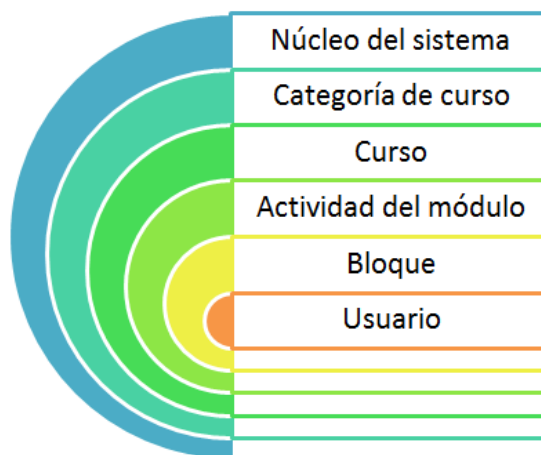 Núcleo del sistema
Categoría de curso
Curso
Actividad del módulo
Bloque
Usuario